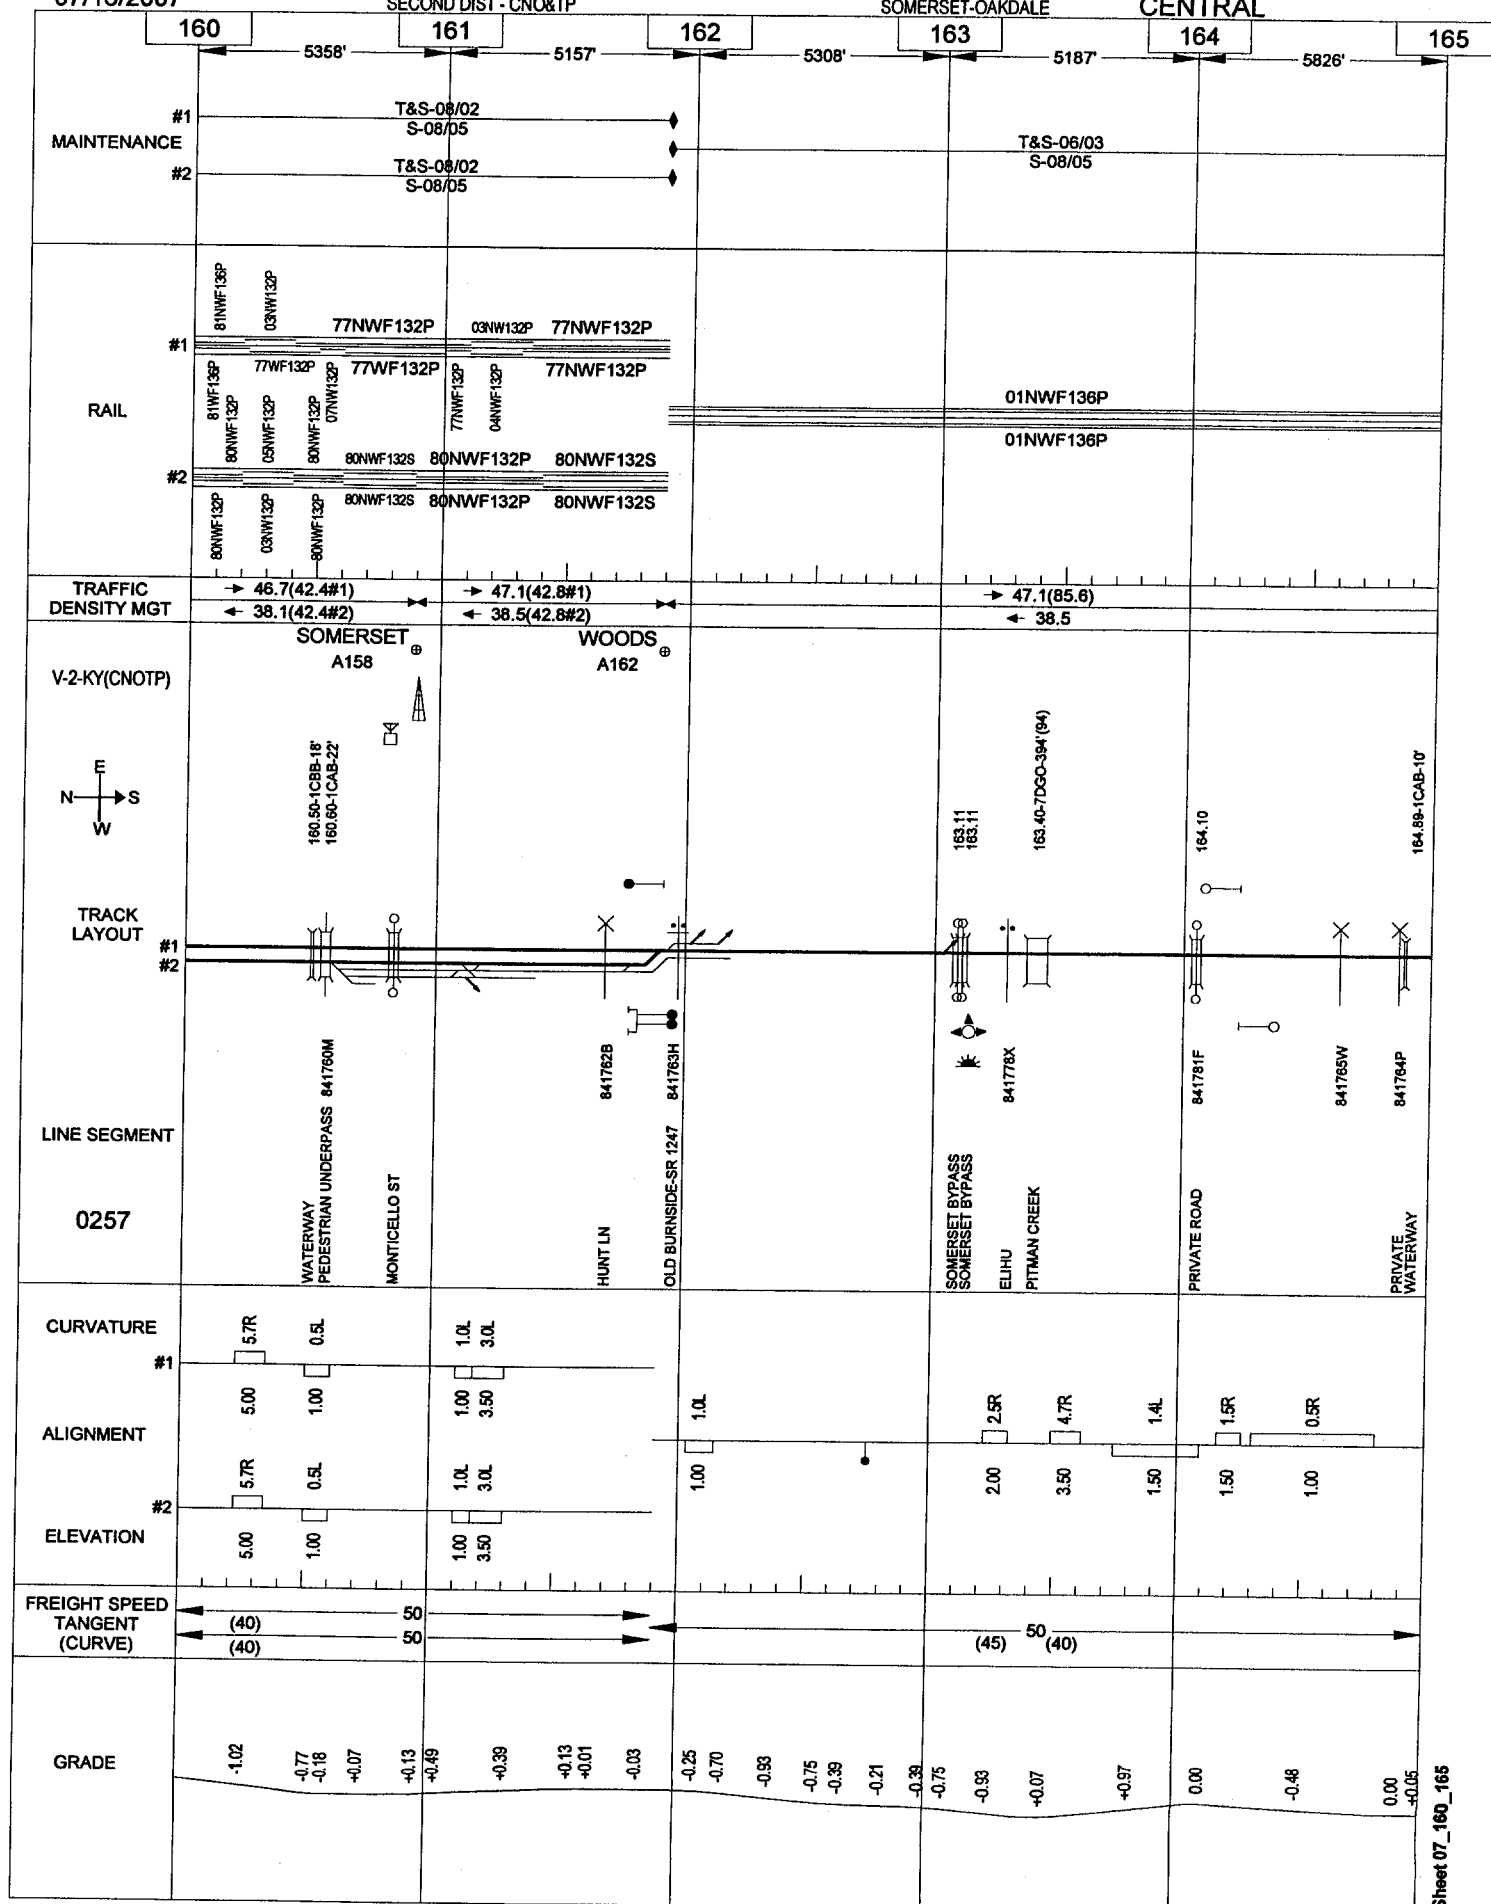 SECOND DIST - CNO&TP
SOMERSET-OAKDALE
CENTRAL
160
161
162
163
164
165
5358'
5157'
5308'
5187'
5826'
MAINTENANCE
#1
T&S-08/02
S-08/05
#2
T&S-08/02
S-08/05
T&S-06/03
S-08/05
RAIL
#1
81NWF136P
03NW132P
77NWF132P
03NW132P
77NWF132P
81WF136P
77WF132P
07NW132P
77WF132P
77NWF132P
04NWF132P
77NWF132P
01NWF136P
01NWF136P
#2
80NWF132P
05NWF132P
80NWF132P
80NWF132S
80NWF132P
80NWF132S
80NWF132P
03NW132P
80NWF132P
80NWF132S
80NWF132P
80NWF132S
TRAFFIC
DENSITY MGT
46.7(42.4#1)
38.1(42.4#2)
47.1(42.8#1)
38.5(42.8#2)
47.1(85.6)
38.5
V-2-KY(CNOTP)
SOMERSET
A158
WOODS
A162
E
N
S
W
160.50-1CBB-18'
160.60-1CAB-22'
163.11
163.11
163.40-7DGO-394'(94)
164.10
164.89-1CAB-10'
TRACK
LAYOUT
#1
#2
841760M
841762B
841763H
841778X
841781F
841765W
841764P
LINE SEGMENT
0257
WATERWAY
PEDESTRIAN UNDERPASS
MONTICELLO ST
HUNT LN
OLD BURNSIDE-SR 1247
SOMERSET BYPASS
SOMERSET BYPASS
ELIHU
PITMAN CREEK
PRIVATE ROAD
PRIVATE
WATERWAY
CURVATURE
#1
5.7R
0.5L
1.0L
3.0L
5.00
1.00
1.00
3.50
ALIGNMENT
1.0L
2.5R
4.7R
1.4L
1.5R
0.5R
1.00
2.00
3.50
1.50
1.50
1.00
#2
5.7R
0.5L
1.0L
3.0L
ELEVATION
5.00
1.00
1.00
3.50
FREIGHT SPEED
TANGENT
(CURVE)
50
(40)
50
(40)
50
(45)
(40)
GRADE
-1.02
-0.77
-0.18
+0.07
+0.13
+0.49
+0.39
+0.13
+0.01
-0.03
-0.25
-0.70
-0.93
-0.75
-0.39
-0.21
-0.39
-0.75
-0.93
+0.07
+0.97
0.00
-0.48
0.00
+0.05
Sheet 07_160_165